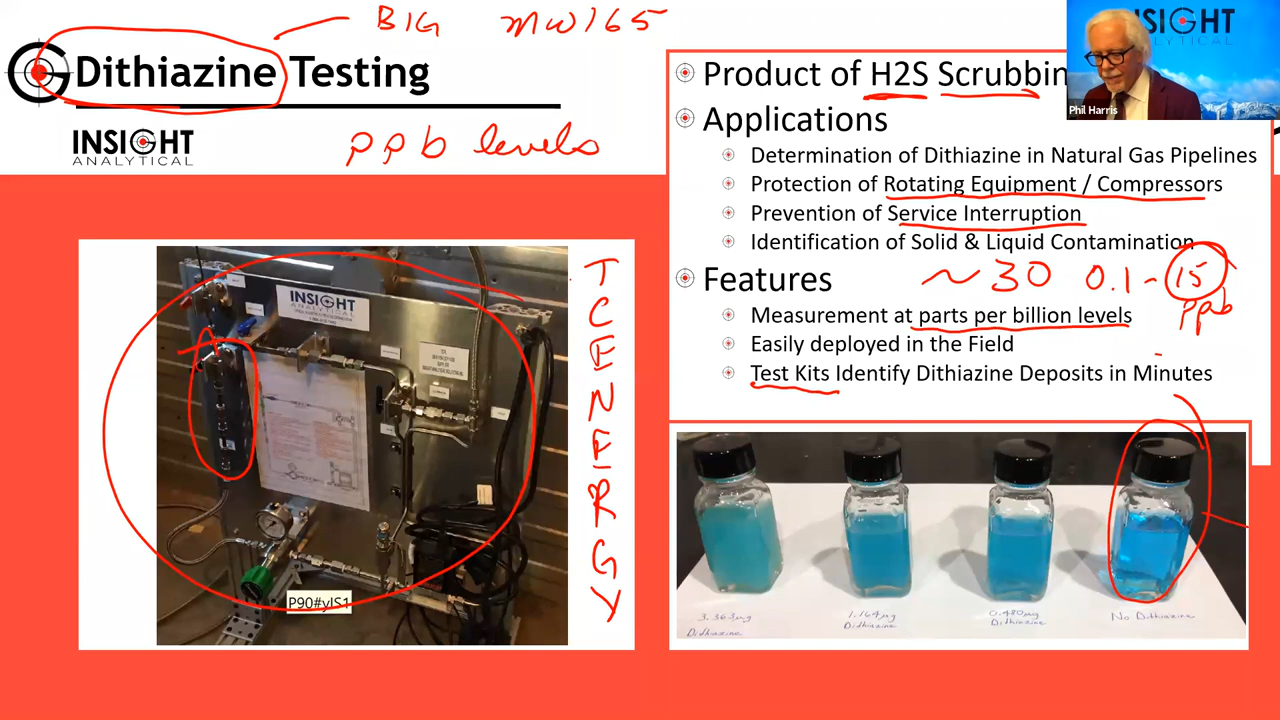 BIG MW165
Dithiazine Testing
INSIGHT
ANALYTICAL
ppb levels
Product of H2S Scrubbin
INSIGHT
ANALYTICAL
Phil Harris
Applications
Determination of Dithiazine in Natural Gas Pipelines
Protection of Rotating Equipment / Compressors
Prevention of Service Interruption
Identification of Solid & Liquid Contamination
Features
~30 0.1 - 15
ppb
Measurement at parts per billion levels
Easily deployed in the Field
Test Kits Identify Dithiazine Deposits in Minutes
INSIGHT
ANALYTICAL
P90#yIS1
TCENERGY
3.363µg
Dithiazine
1.164µg
Dithiazine
0.480µg
Dithiazine
No Dithiazine